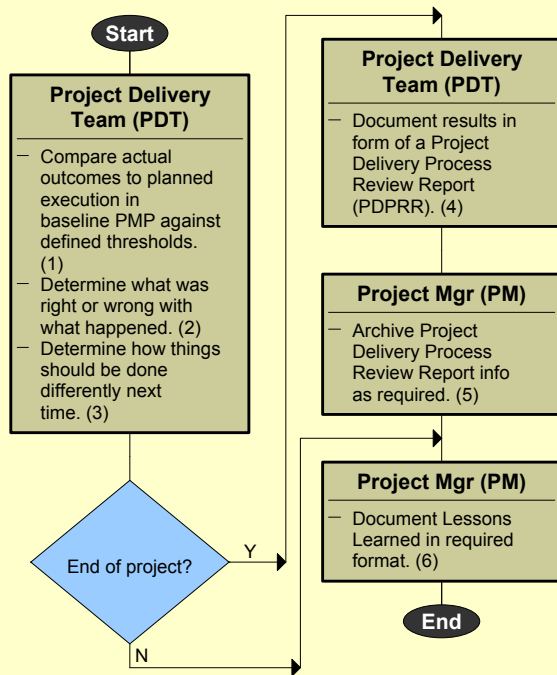 Start
Project Delivery
Team (PDT)
— Compare actual
outcomes to planned
execution in
baseline PMP against
defined thresholds.
(1)
— Determine what was
right or wrong with
what happened. (2)
— Determine how things
should be done
differently next
time. (3)
End of project?
Y
N
Project Delivery
Team (PDT)
— Document results in
form of a Project
Delivery Process
Review Report
(PDPRR). (4)
Project Mgr (PM)
— Archive Project
Delivery Process
Review Report info
as required. (5)
Project Mgr (PM)
— Document Lessons
Learned in required
format. (6)
End